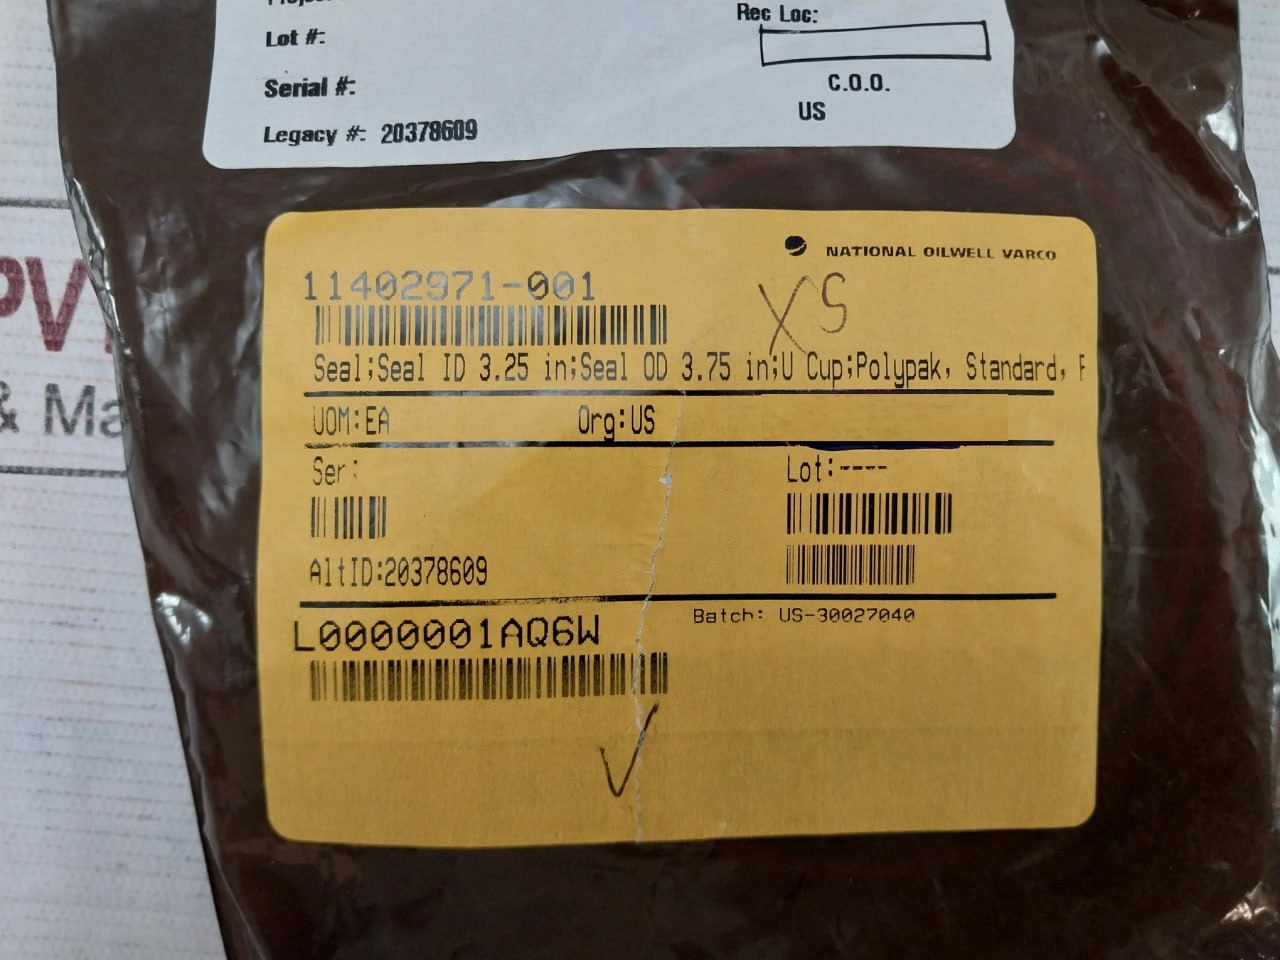 Rec Loc:
Lot #:
C.O.O.
Serial #:
US
Legacy #: 20378609
NATIONAL OILWELL VARCO
11402971-001
XS
Seal;Seal ID 3.25 in;Seal OD 3.75 in;U Cup;Polypak, Standard,
UOM:EA Org:US
Ser: Lot:----
AltID:20378609
Batch: US-30027040
L0000001AQ6W
PV
& Ma